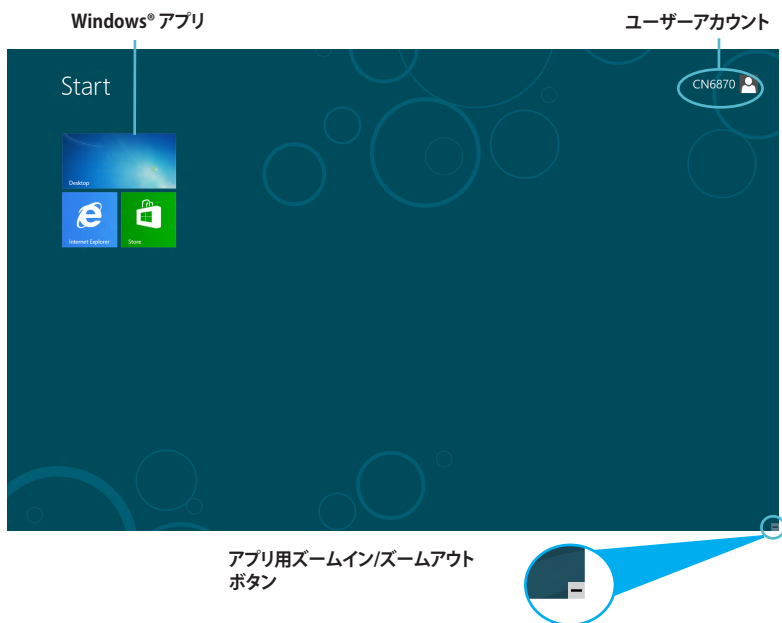 Windows® アプリ
ユーザーアカウント
Start
CN6870
Desktop
Internet Explorer
Store
アプリ用ズームイン/ズームアウト
ボタン